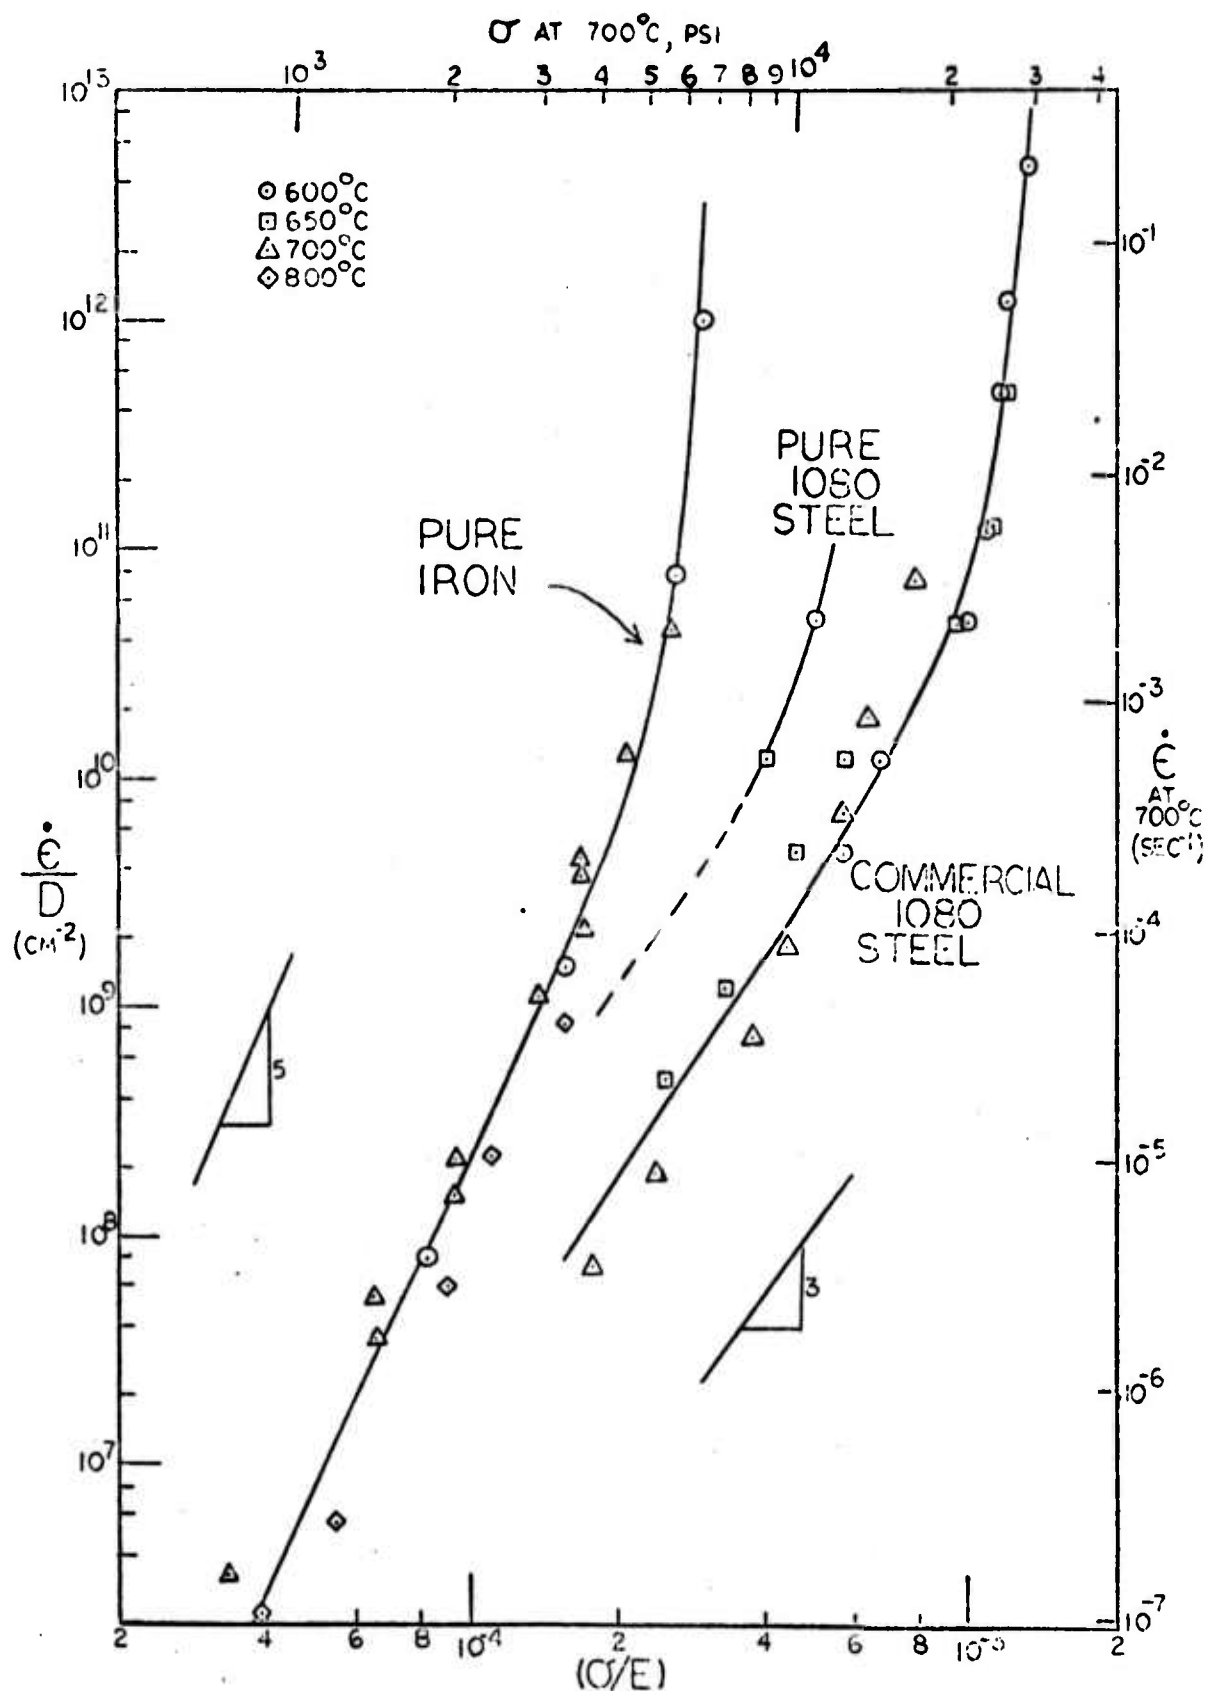 σ AT 700°C, PSI
10³ 2 3 4 5 6 7 8 9 10⁴ 2 3 4
10¹³
600°C
650°C
700°C
800°C
10⁻¹
10¹²
PURE
1080
STEEL
10⁻²
PURE
IRON
10¹¹
10⁻³
10¹⁰
ε̇
AT
700°C
(SEC⁻¹)
ε̇
D
(CM⁻²)
COMMERCIAL
1080
STEEL
10⁻⁴
10⁹
5
10⁻⁵
10⁸
3
10⁻⁶
10⁷
10⁻⁷
2 4 6 8 10⁻⁴ 2 4 6 8 10⁻³ 2
(σ/E)